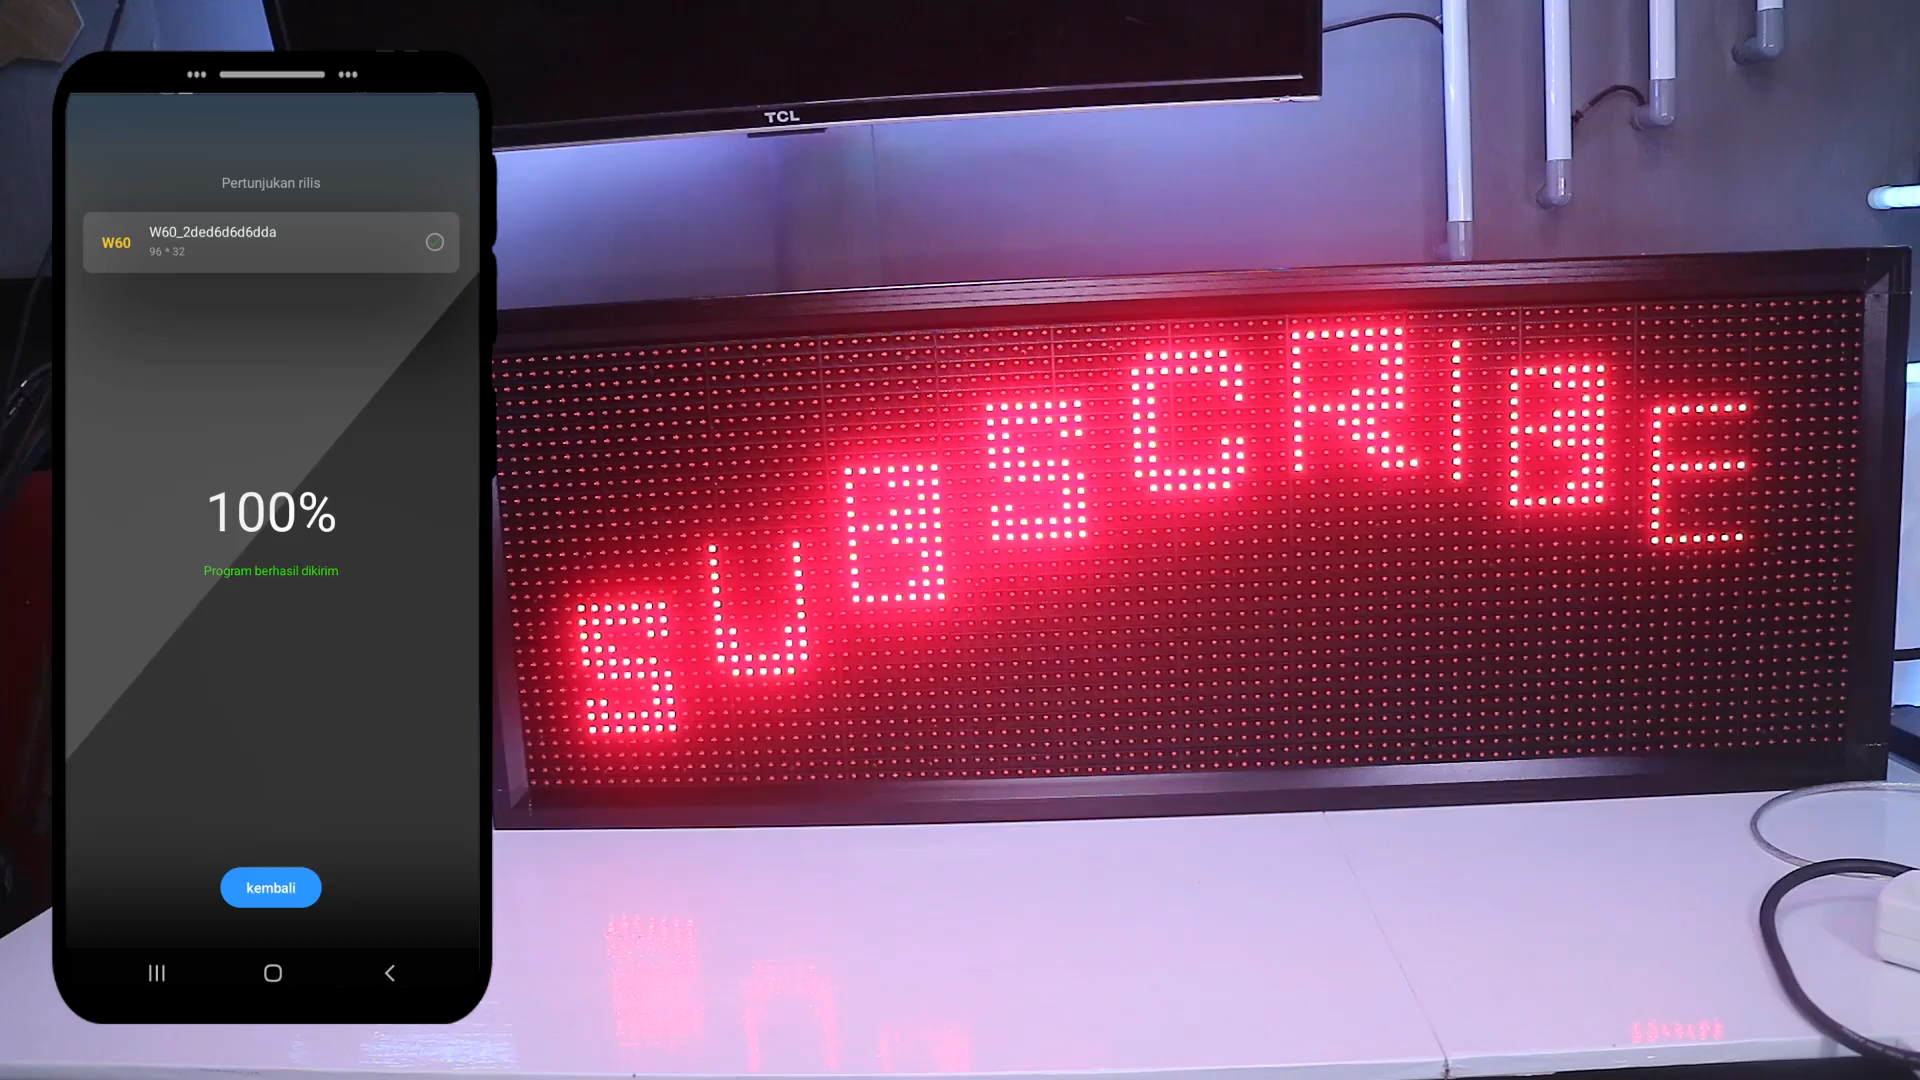 TCL
Pertunjukan rilis
W60
W60_2ded6d6d6dda
96 * 32
100%
Program berhasil dikirim
kembali
SUBSCRIBE